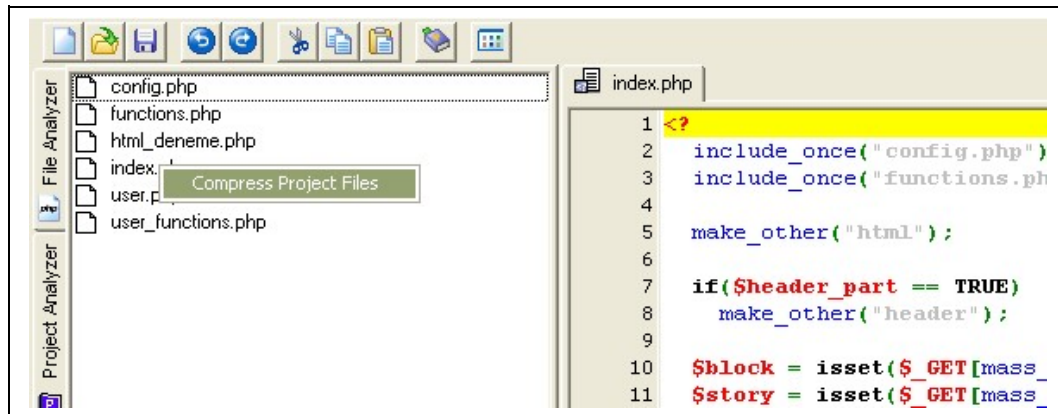 File Analyzer
php
Project Analyzer
P
config.php
functions.php
html_deneme.php
index.
Compress Project Files
user.p
user_functions.php
index.php
1 <?
2 include_once("config.php")
3 include_once("functions.ph
4
5 make_other("html");
6
7 if($header_part == TRUE)
8 make_other("header");
9
10 $block = isset($_GET[mass_
11 $story = isset($_GET[mass_